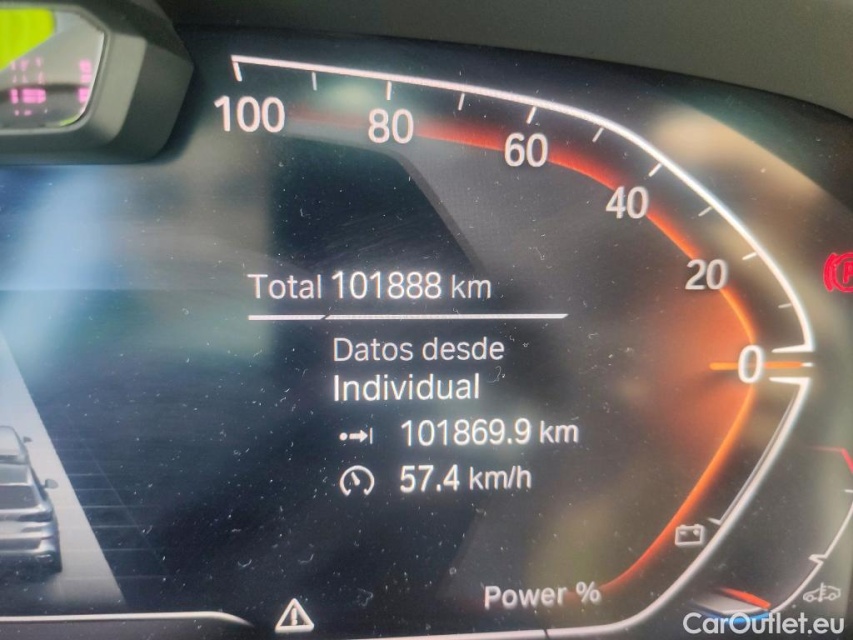 100
80
60
40
20
0
Total 101888 km
Datos desde
Individual
101869.9 km
57.4 km/h
Power %
CarOutlet.eu